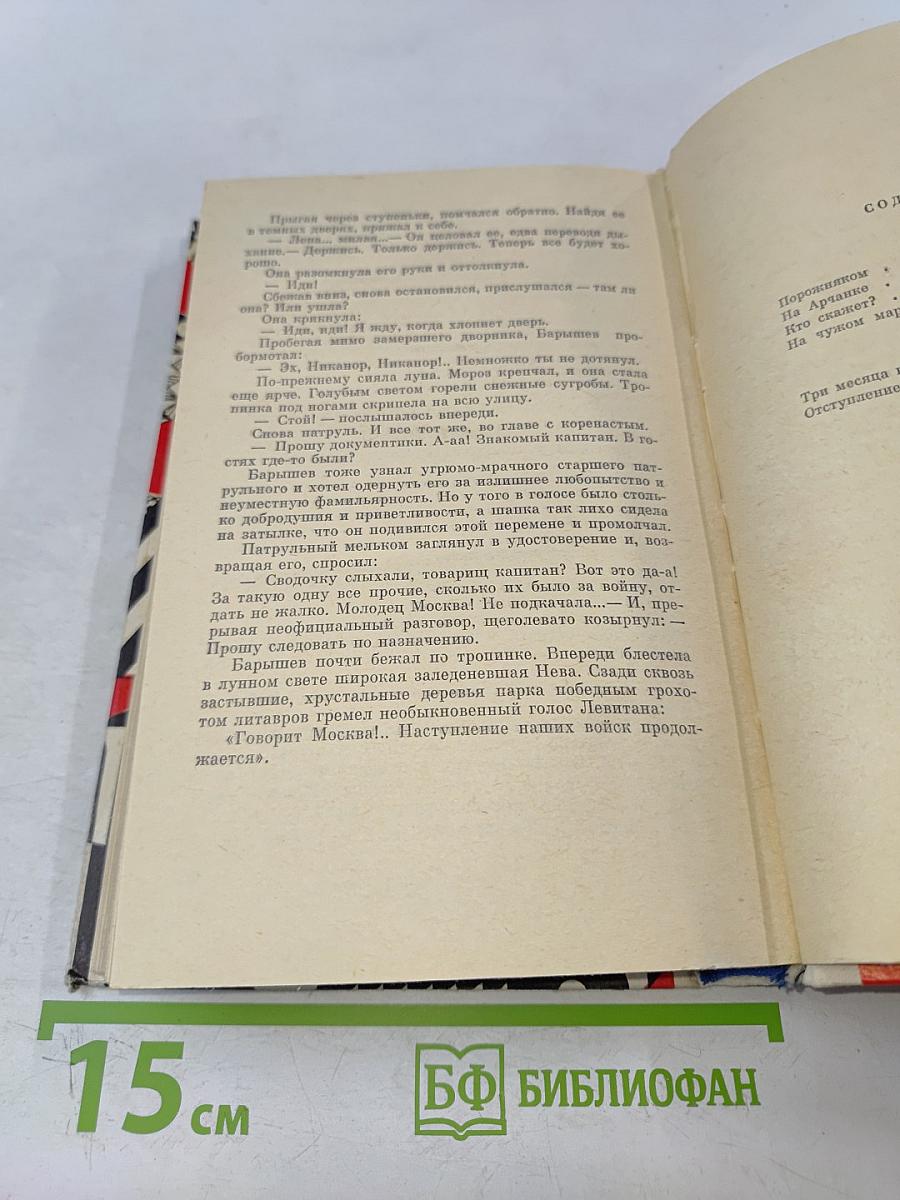 Прыгая через ступеньки, помчался обратно. Найдя ее
в темных дверях, прижал к себе.
— Лена... милая...— Он целовал ее, едва переводя ды-
хание.— Держись. Только держись. Теперь все будет хо-
рошо.
Она разомкнула его руки и оттолкнула.
— Иди!
Сбежав вниз, снова остановился, прислушался — там ли
она? Или ушла?
Она крикнула:
— Иди, иди! Я жду, когда хлопнет дверь.
Пробегая мимо замерзшего дворника, Барышев про-
бормотал:
— Эх, Никанор, Никанор!.. Немножко ты не дотянул.
По-прежнему сияла луна. Мороз крепчал, и она стала
еще ярче. Голубым светом горели снежные сугробы. Тро-
пинка под ногами скрипела на всю улицу.
— Стой! — послышалось впереди.
Снова патруль. И все тот же, во главе с коренастым.
— Прошу документики. А-аа! Знакомый капитан. В го-
стях где-то были?
Барышев тоже узнал угрюмо-мрачного старшего пат-
рульного и хотел одернуть его за излишнее любопытство и
неуместную фамильярность. Но у того в голосе было столь-
ко добродушия и приветливости, а шапка так лихо сидела
на затылке, что он подивился этой перемене и промолчал.
Патрульный мельком заглянул в удостоверение и, воз-
вращая его, спросил:
— Сводочку слыхали, товарищ капитан? Вот это да-а!
За такую одну все прочие, сколько их было за войну, от-
дать не жалко. Молодец Москва! Не подкачала...— И, пре-
рывая неофициальный разговор, щеголевато козырнул: —
Прошу следовать по назначению.
Барышев почти бежал по тропинке. Впереди блестела
в лунном свете широкая заледеневшая Нева. Сзади сквозь
застывшие, хрустальные деревья парка победным грохо-
том литавров гремел необыкновенный голос Левитана:
«Говорит Москва!.. Наступление наших войск продол-
жается».
СОД
Порожняком •
На Арчанке •
Кто скажет? •
На чужом мар
Три месяца
Отступление
15 см
БФ БИБЛИОФАН